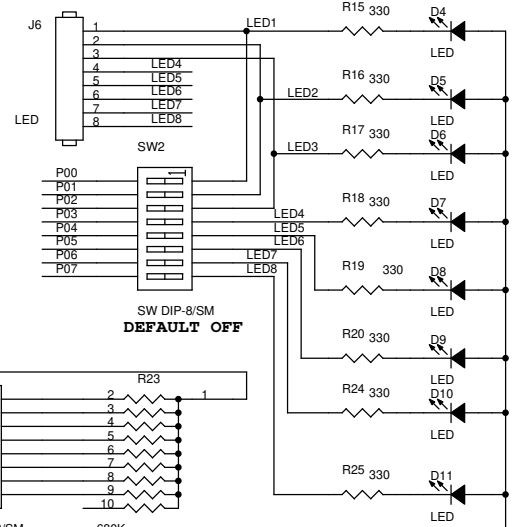 J6
1
2
3
4
5
6
7
8
LED
LED1
LED4
LED5
LED6
LED7
LED8
R15 330
D4
LED
LED2
R16 330
D5
LED
LED3
R17 330
D6
LED
SW2
1
P00
P01
P02
P03
P04
P05
P06
P07
LED4
LED5
LED6
LED7
LED8
SW DIP-8/SM
DEFAULT OFF
R18 330
D7
LED
R19 330
D8
LED
R20 330
D9
LED
R24 330
D10
LED
R25 330
D11
LED
R23
1
2
3
4
5
6
7
8
9
10